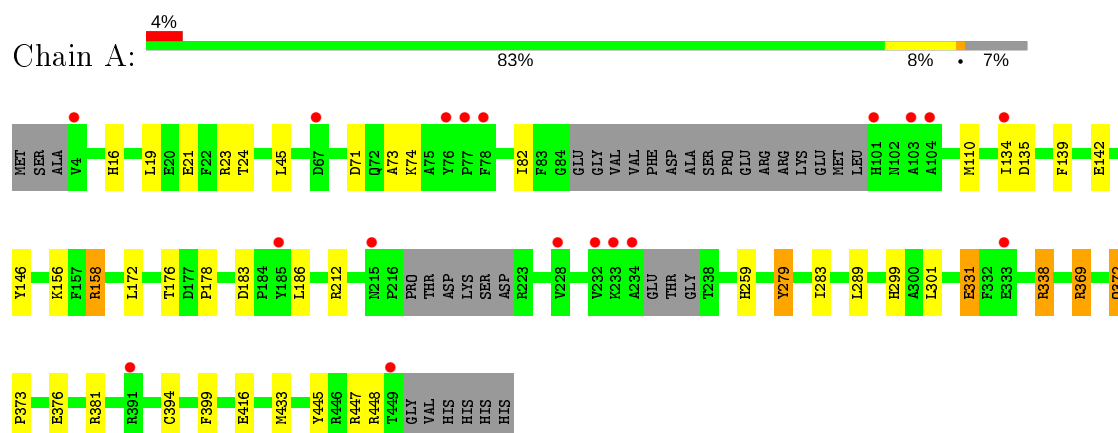 4%
Chain A:
83% 8% • 7%
MET SER ALA V4 H16 L19 E20 E21 F22 R23 T24 L45 D67 D71 Q72 A73 K74 A75 Y76 P77 F78 I82 F83 G84 GLU GLY VAL VAL PHE ASP ALA SER PRO GLU ARG ARG LYS GLU MET LEU H101 N102 A103 A104 M110 I134 D135 F139 E142
Y146 K156 F157 R158 L172 T176 D177 P178 D183 P184 Y185 L186 R212 N215 P216 PRO THR ASP LYS SER ASP R223 V228 V232 K233 A234 GLU THR GLY T238 H259 Y279 I283 L289 H299 A300 L301 E331 F332 E333 R338 R369 Q372
P373 E376 R381 R391 C394 F399 E416 M433 Y445 R446 R447 R448 T449 GLY VAL HIS HIS HIS HIS